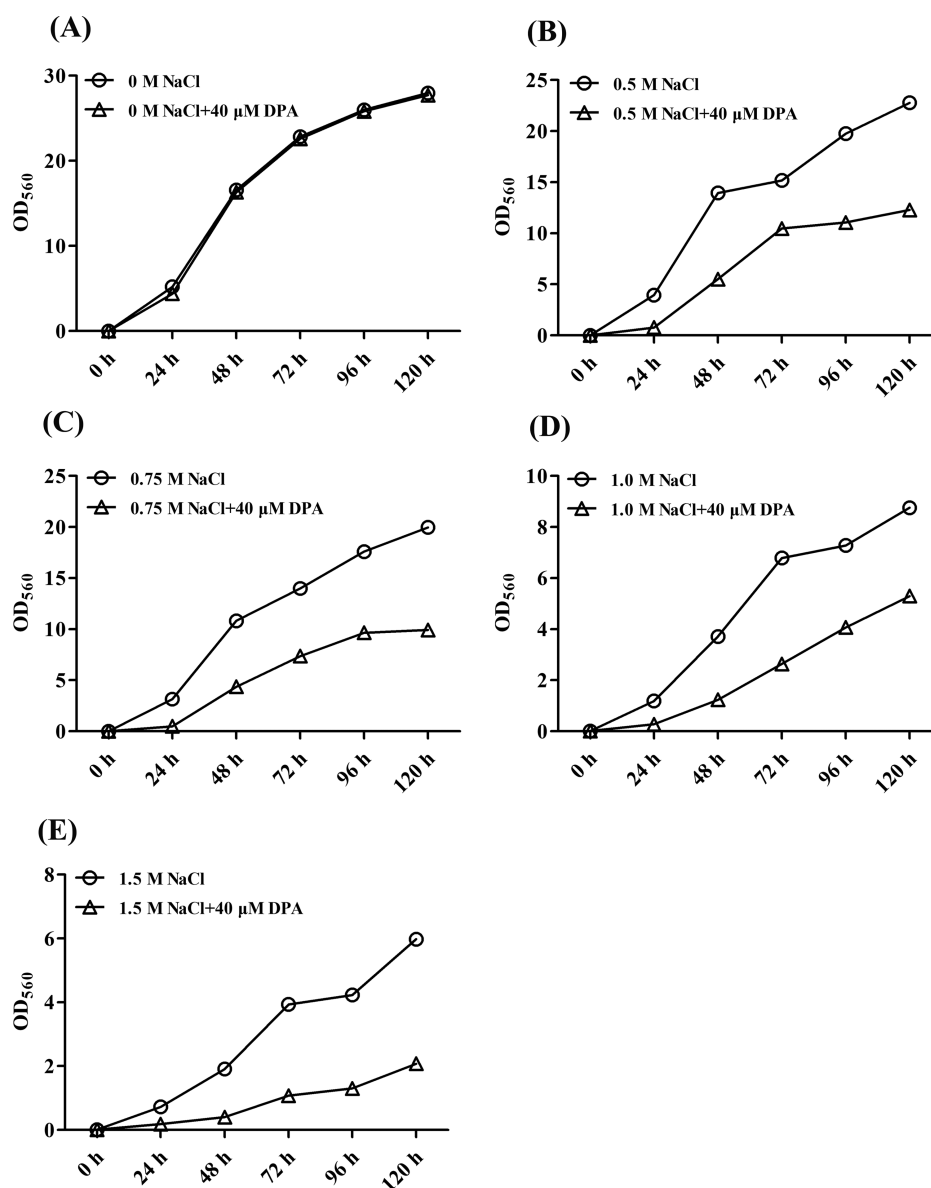 (A)
0 M NaCl
0 M NaCl+40 µM DPA
30
20
10
0
OD560
0 h
24 h
48 h
72 h
96 h
120 h
(B)
0.5 M NaCl
0.5 M NaCl+40 µM DPA
25
20
15
10
5
0
OD560
0 h
24 h
48 h
72 h
96 h
120 h
(C)
0.75 M NaCl
0.75 M NaCl+40 µM DPA
25
20
15
10
5
0
OD560
0 h
24 h
48 h
72 h
96 h
120 h
(D)
1.0 M NaCl
1.0 M NaCl+40 µM DPA
10
8
6
4
2
0
OD560
0 h
24 h
48 h
72 h
96 h
120 h
(E)
1.5 M NaCl
1.5 M NaCl+40 µM DPA
8
6
4
2
0
OD560
0 h
24 h
48 h
72 h
96 h
120 h